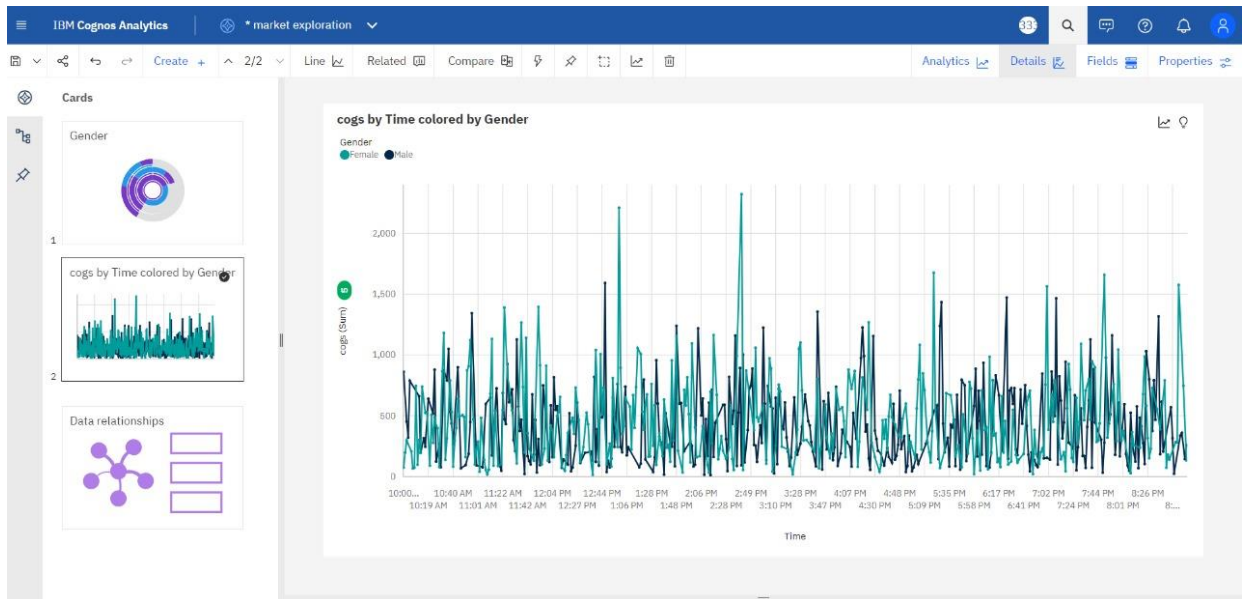 IBM Cognos Analytics
* market exploration
Create +
2/2
Line
Related
Compare
Analytics
Details
Fields
Properties
Cards
Gender
1
cogs by Time colored by Gender
2
Data relationships
cogs by Time colored by Gender
Gender
Female Male
2,000
1,500
1,000
500
0
cogs (Sum)
10:00... 10:40 AM 11:22 AM 12:04 PM 12:44 PM 1:28 PM 2:06 PM 2:49 PM 3:28 PM 4:07 PM 4:48 PM 5:35 PM 6:17 PM 7:02 PM 7:44 PM 8:26 PM
10:19 AM 11:01 AM 11:42 AM 12:27 PM 1:06 PM 1:48 PM 2:28 PM 3:10 PM 3:47 PM 4:30 PM 5:09 PM 5:58 PM 6:41 PM 7:24 PM 8:01 PM 8:...
Time